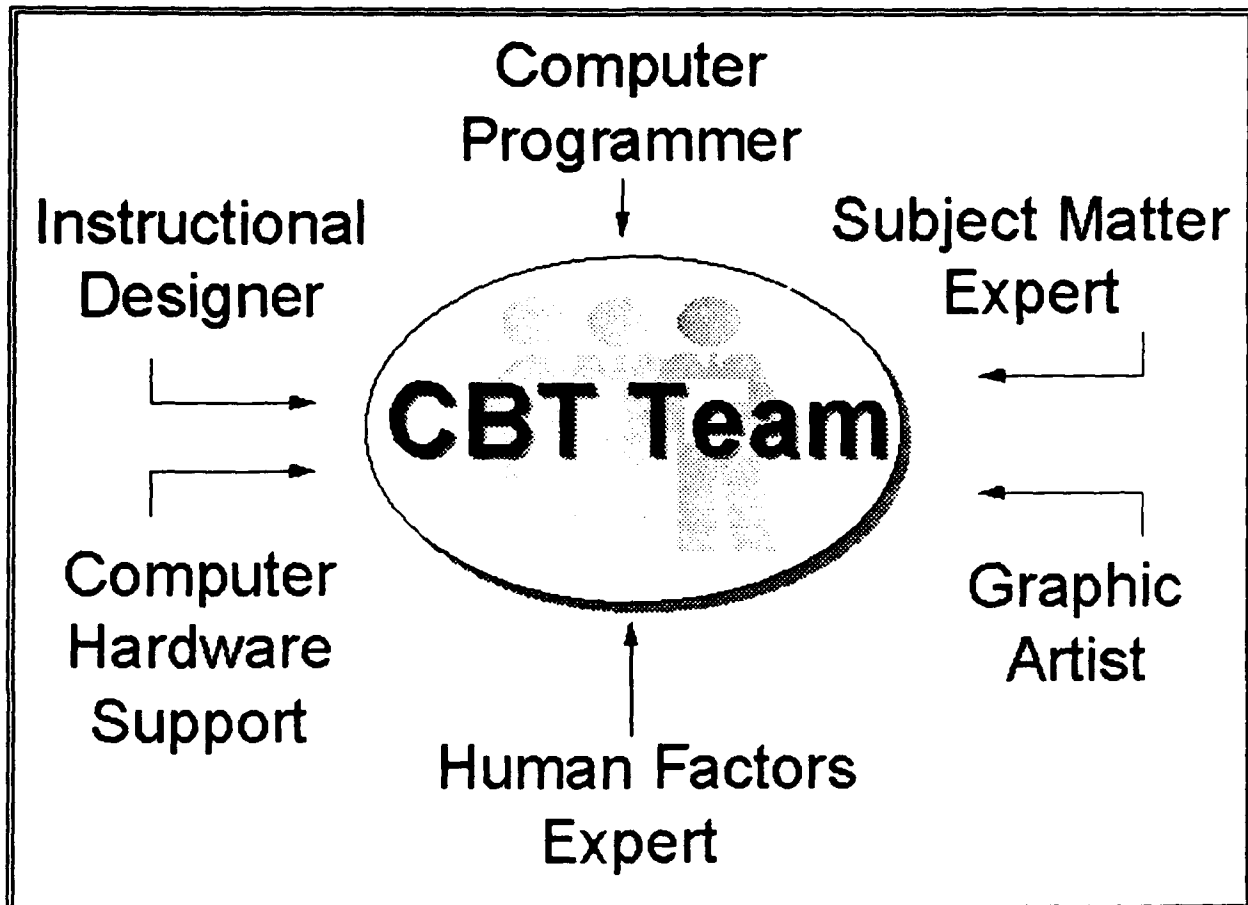 Computer
Programmer
Instructional
Designer
Subject Matter
Expert
CBT Team
Computer
Hardware
Support
Graphic
Artist
Human Factors
Expert